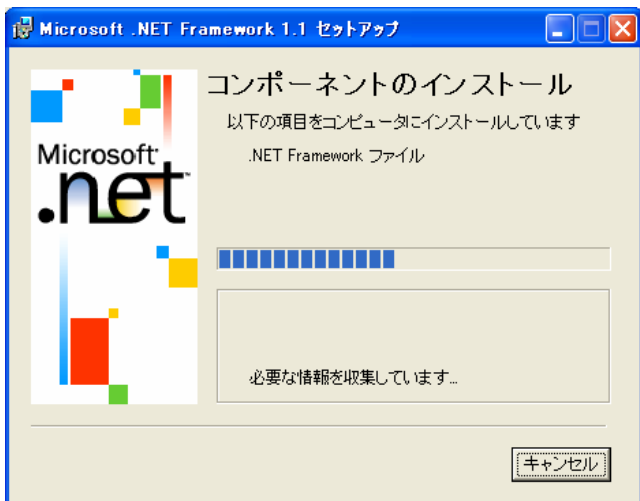 Microsoft .NET Framework 1.1 セットアップ
コンポーネントのインストール
以下の項目をコンピュータにインストールしています
.NET Framework ファイル
Microsoft
.net
必要な情報を収集しています...
キャンセル